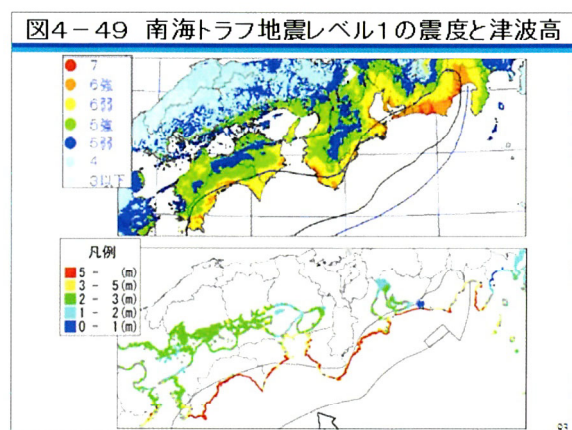 図4-49 南海トラフ地震レベル1の震度と津波高
7
6強
6弱
5強
5弱
4
3以下
凡例
5 - (m)
3 - 5(m)
2 - 3(m)
1 - 2(m)
0 - 1(m)
93